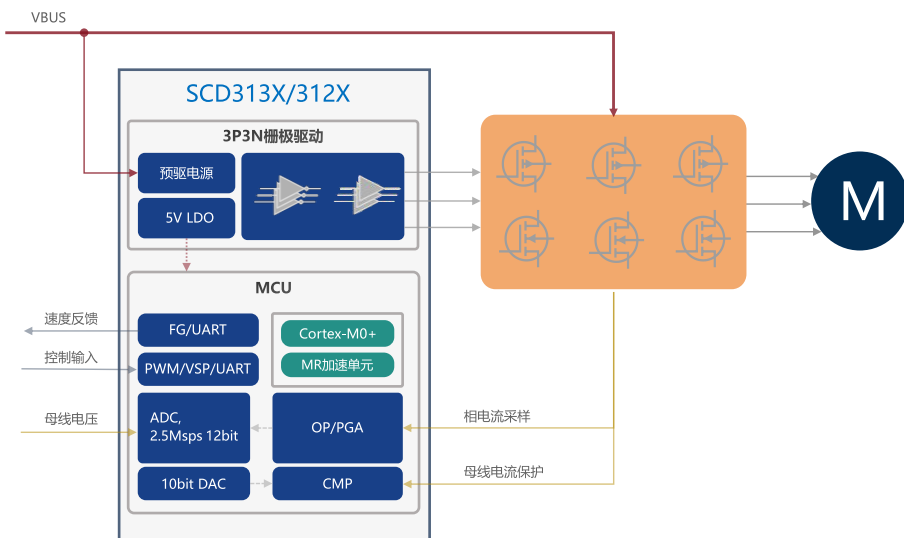 VBUS
SCD313X/312X
3P3N栅极驱动
预驱电源
5V LDO
M
MCU
速度反馈
FG/UART
Cortex-M0+
控制输入
PWM/VSP/UART
MR加速单元
母线电压
ADC,
2.5Msps 12bit
OP/PGA
相电流采样
10bit DAC
CMP
母线电流保护